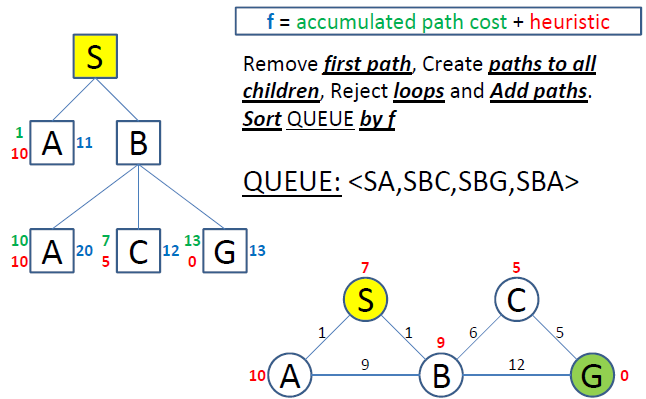 f = accumulated path cost + heuristic
S
Remove first path, Create paths to all
children, Reject loops and Add paths.
Sort QUEUE by f
1
10
A
11
B
QUEUE: <SA,SBC,SBG,SBA>
10
10
A
20
7
5
C
12
13
0
G
13
7
5
S
C
1
1
9
6
5
10
A
9
B
12
G
0